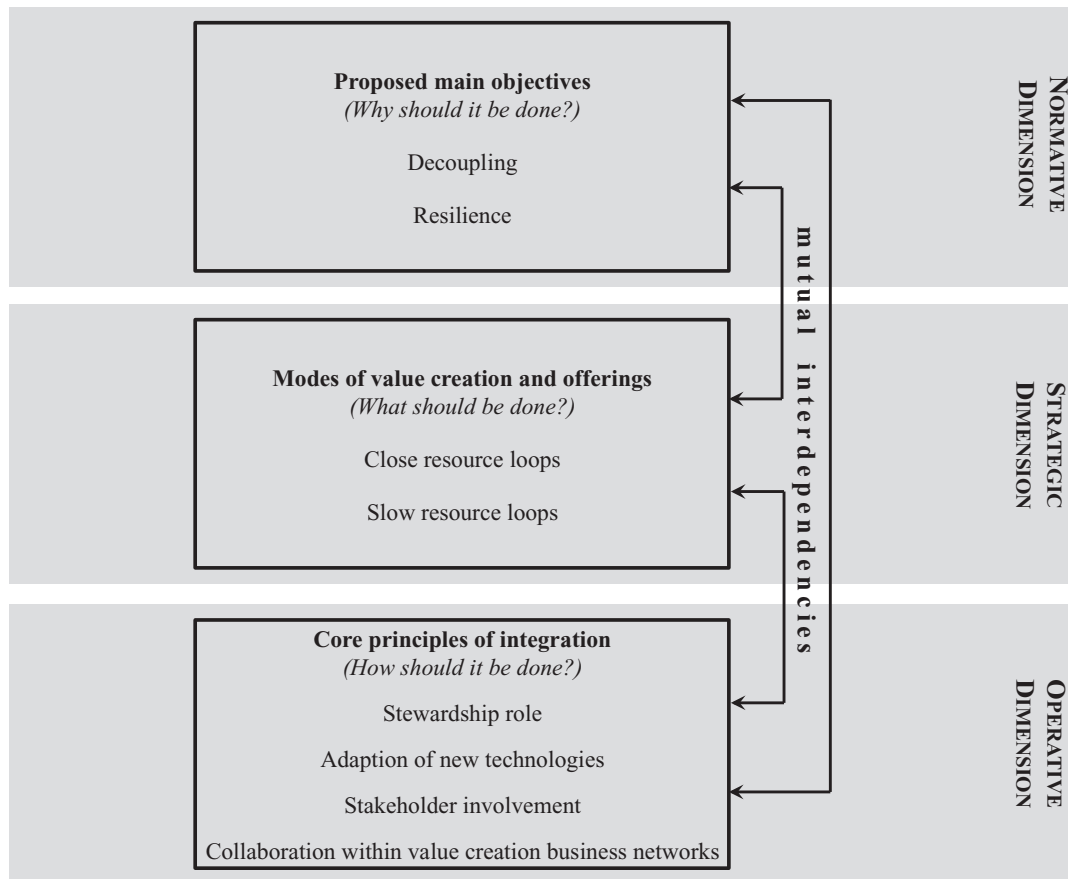 Proposed main objectives
(Why should it be done?)
Decoupling
Resilience
NORMATIVE
DIMENSION
mutual interdependencies
Modes of value creation and offerings
(What should be done?)
Close resource loops
Slow resource loops
STRATEGIC
DIMENSION
Core principles of integration
(How should it be done?)
Stewardship role
Adaption of new technologies
Stakeholder involvement
Collaboration within value creation business networks
OPERATIVE
DIMENSION